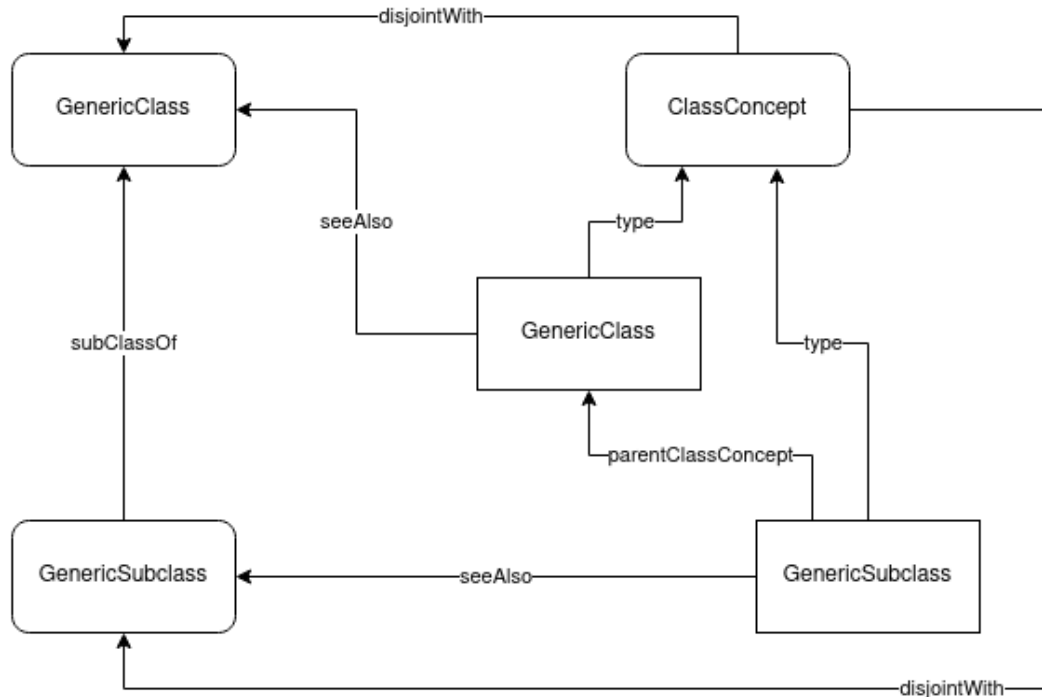 disjointWith
GenericClass
ClassConcept
seeAlso
type
GenericClass
subClassOf
type
parentClassConcept
GenericSubclass
seeAlso
GenericSubclass
disjointWith